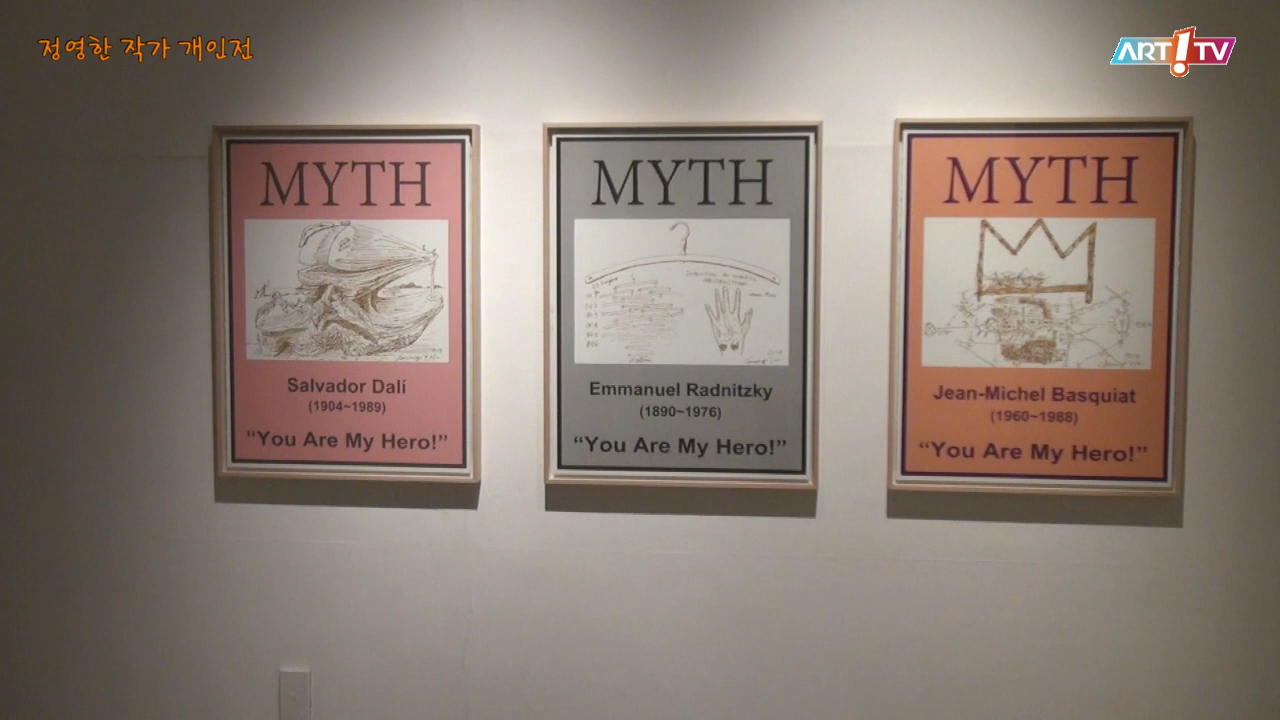 정영한 작가 개인전
ART!TV
MYTH
Salvador Dalí
(1904~1989)
“You Are My Hero!”
MYTH
Emmanuel Radnitzky
(1890~1976)
“You Are My Hero!”
MYTH
Jean-Michel Basquiat
(1960~1988)
“You Are My Hero!”